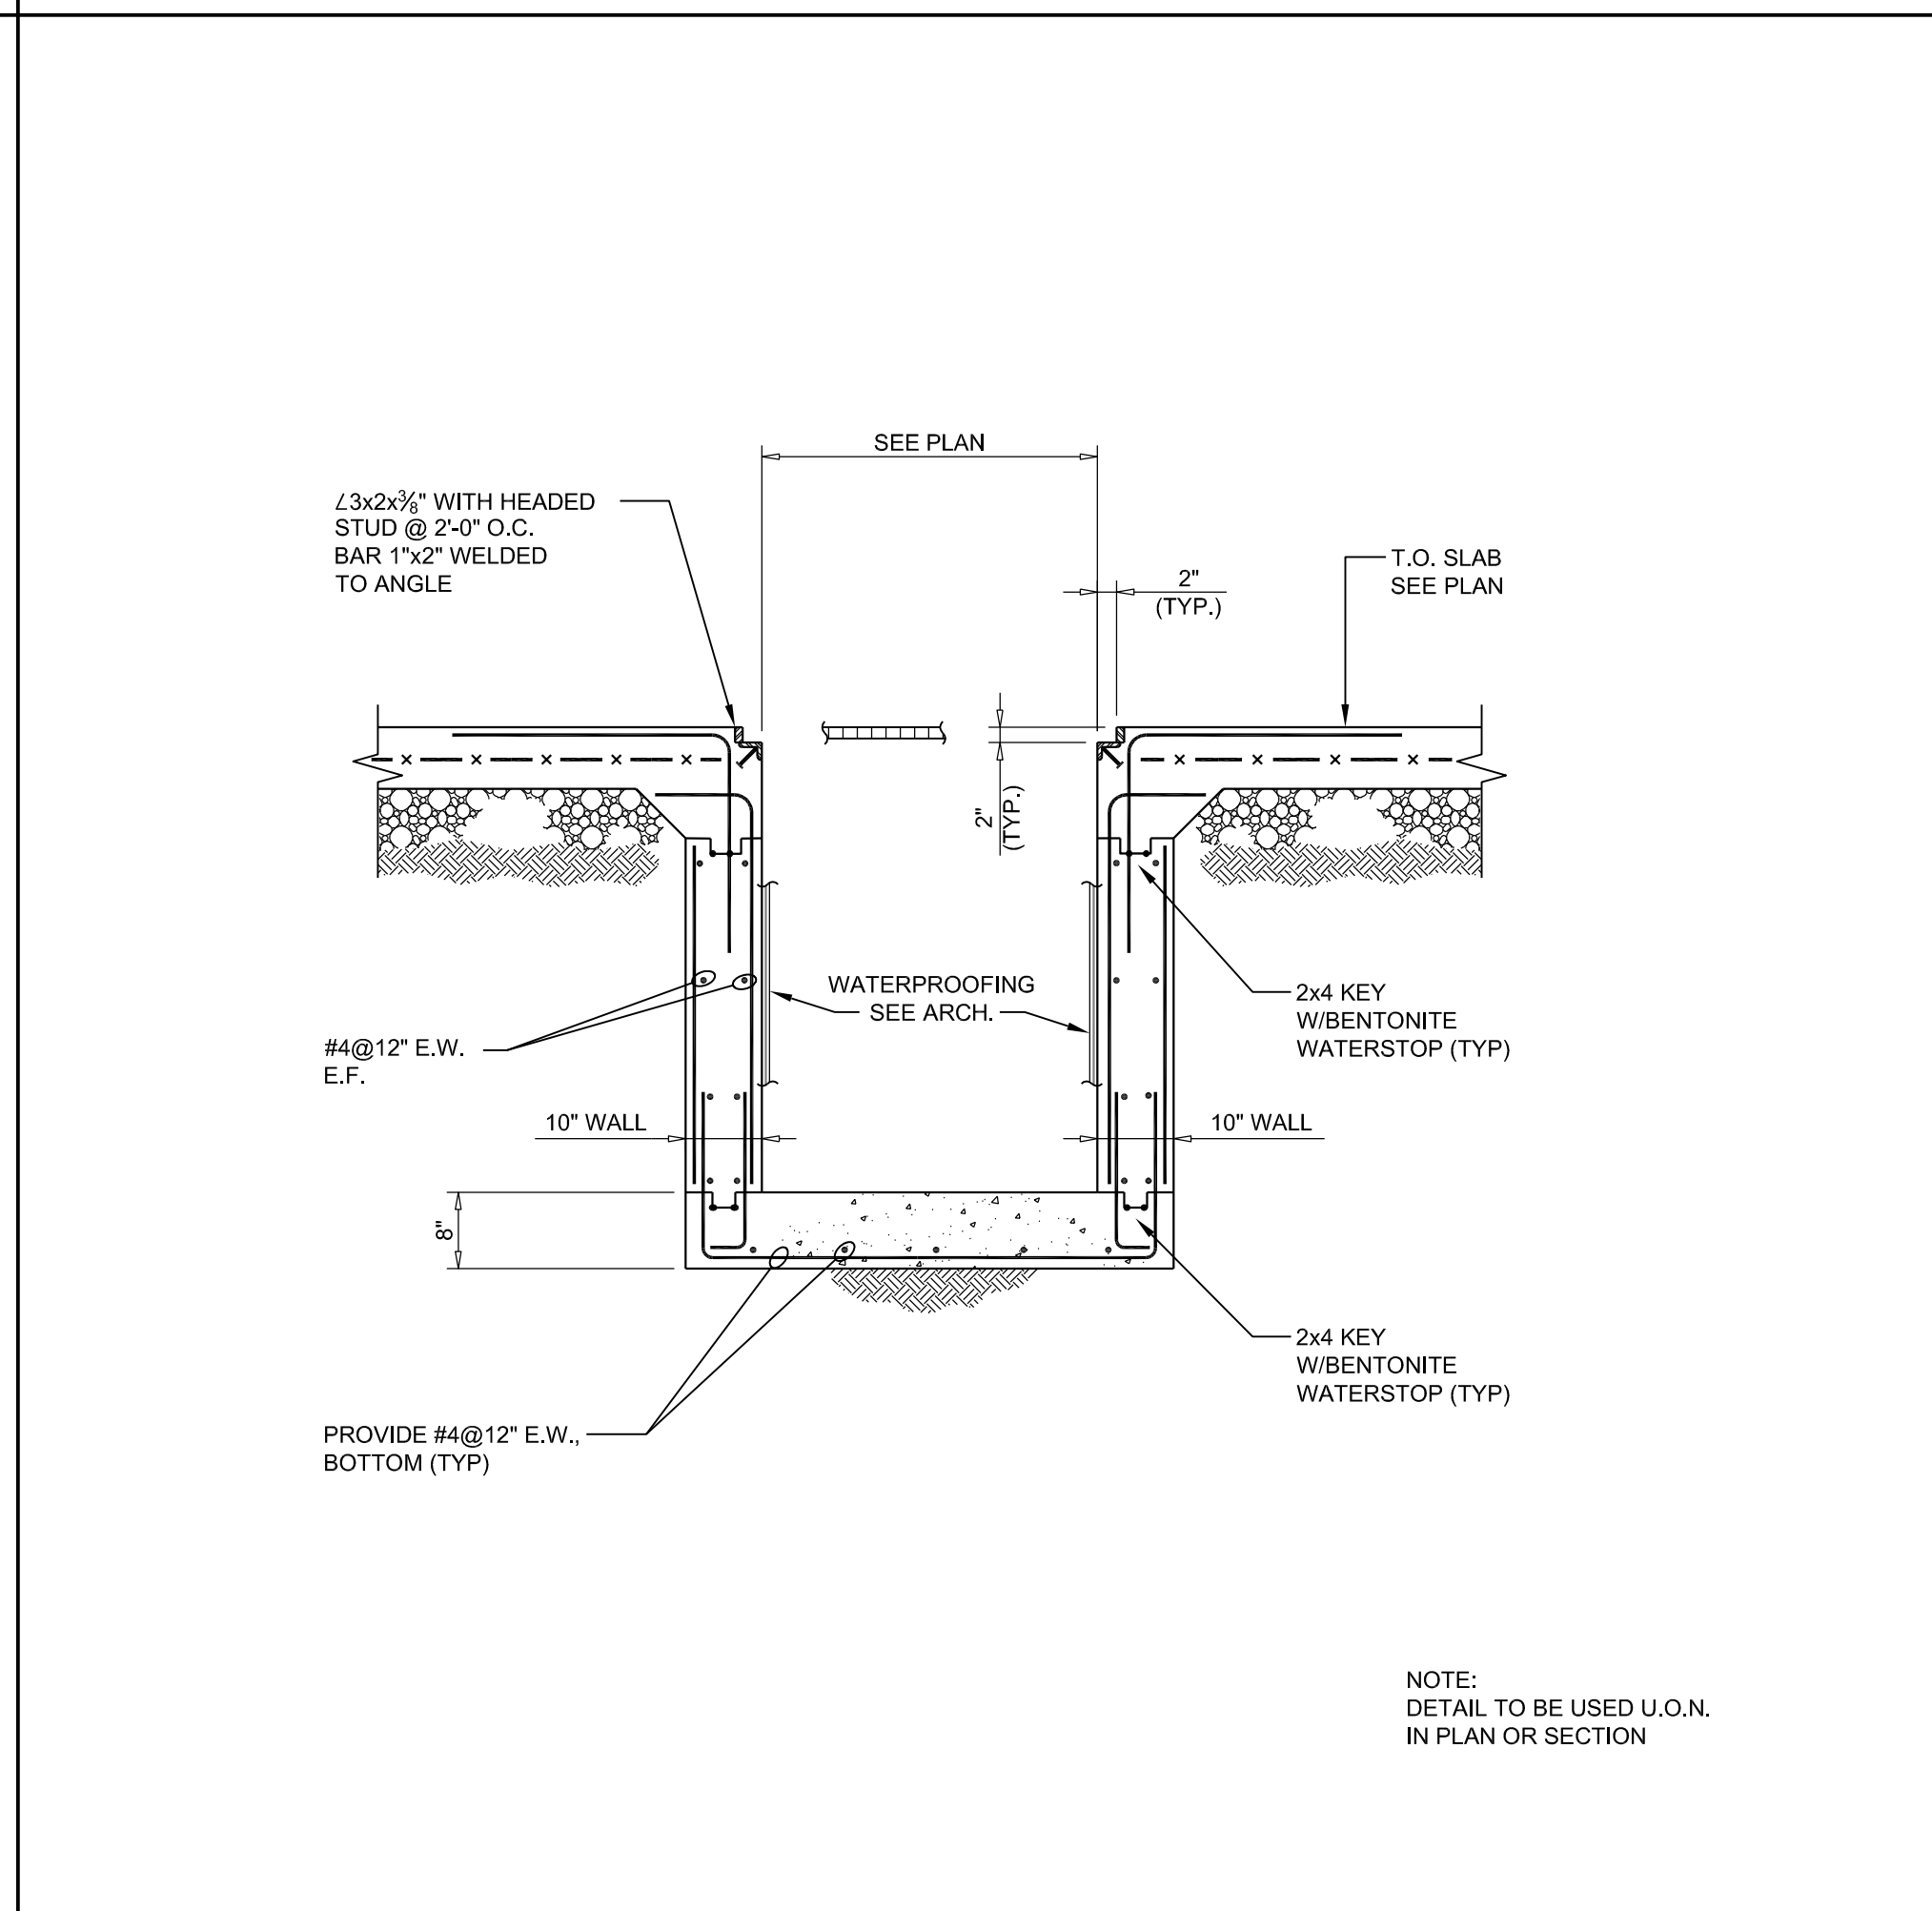 SEE PLAN
∠3x2x⅜" WITH HEADED
STUD @ 2'-0" O.C.
BAR 1"x2" WELDED
TO ANGLE
T.O. SLAB
SEE PLAN
2"
(TYP.)
2"
(TYP.)
WATERPROOFING
SEE ARCH.
2x4 KEY
W/BENTONITE
WATERSTOP (TYP)
#4@12" E.W.
E.F.
10" WALL
10" WALL
8"
2x4 KEY
W/BENTONITE
WATERSTOP (TYP)
PROVIDE #4@12" E.W.,
BOTTOM (TYP)
NOTE:
DETAIL TO BE USED U.O.N.
IN PLAN OR SECTION